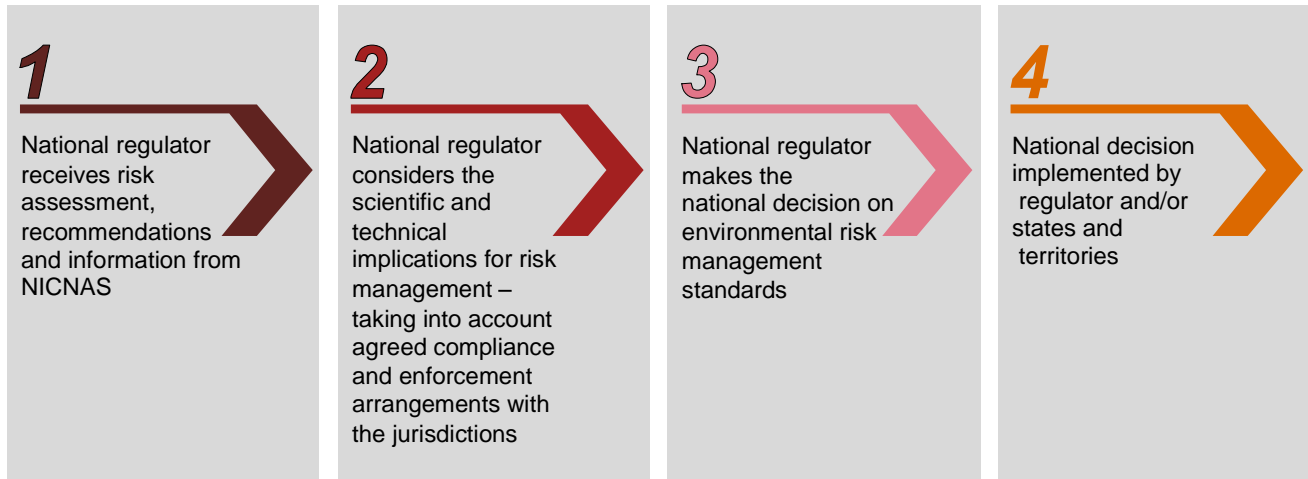 1
National regulator
receives risk
assessment,
recommendations
and information from
NICNAS
2
National regulator
considers the
scientific and
technical
implications for risk
management –
taking into account
agreed compliance
and enforcement
arrangements with
the jurisdictions
3
National regulator
makes the
national decision on
environmental risk
management
standards
4
National decision
implemented by
regulator and/or
states and
territories